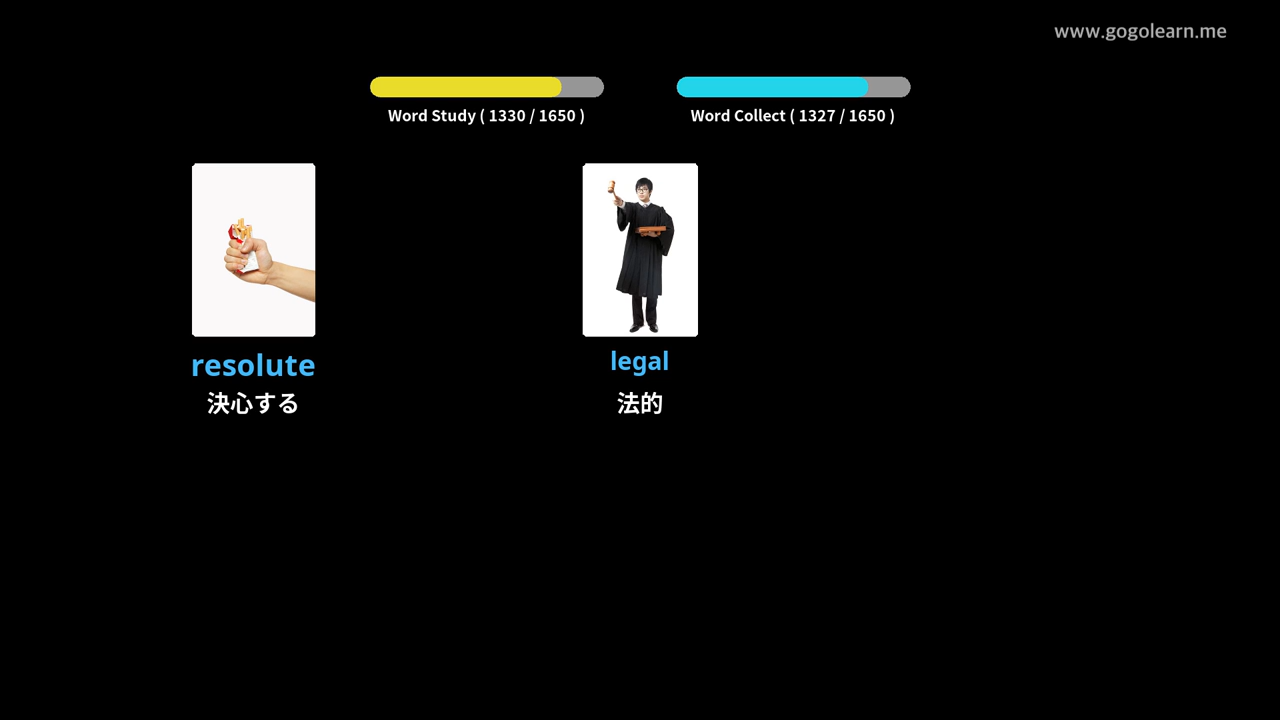 www.gogolearn.me
Word Study ( 1330 / 1650 )
Word Collect ( 1327 / 1650 )
resolute
決心する
legal
法的